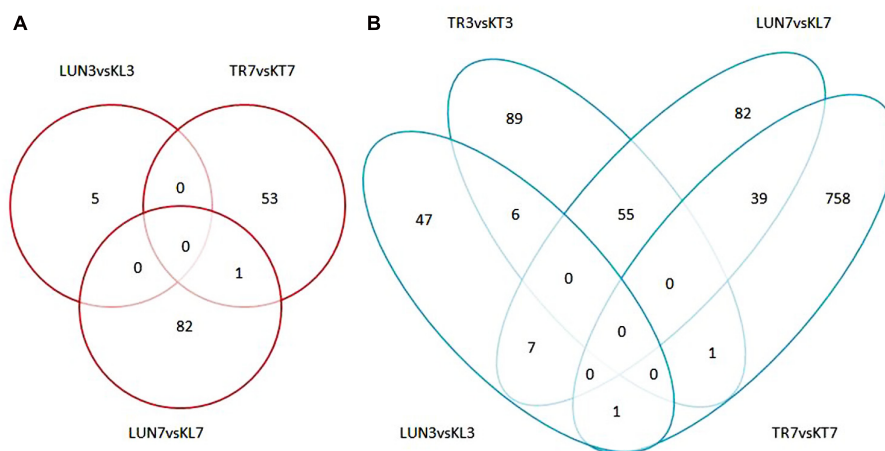 A
LUN3vsKL3 TR7vsKT7
0
5 53
0
0 1
82
LUN7vsKL7
B
TR3vsKT3 LUN7vsKL7
89 82
39 758
47 6 55
0 0
0
7 1
0 0
1
LUN3vsKL3 TR7vsKT7